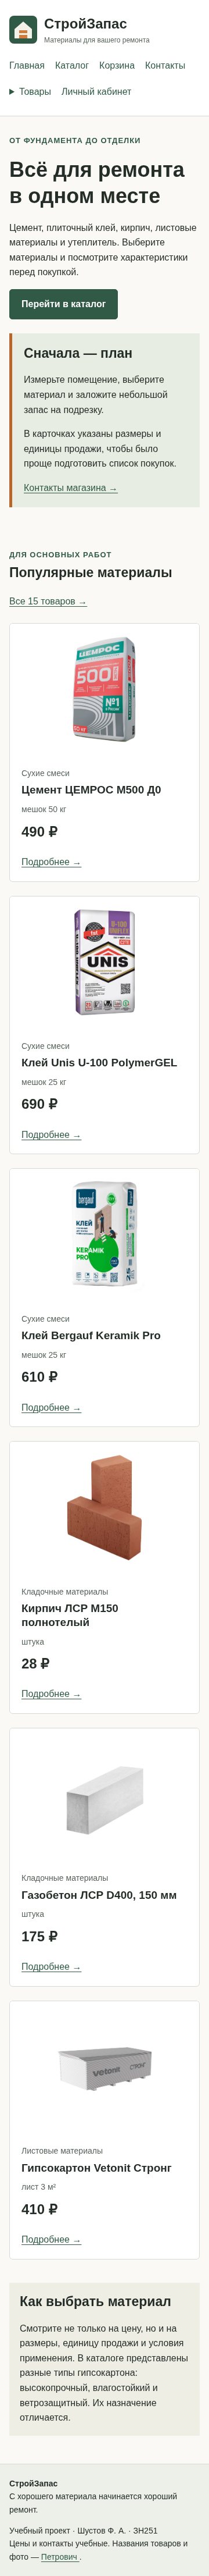 СтройЗапас
Материалы для вашего ремонта
Главная Каталог Корзина Контакты
▶ Товары Личный кабинет
ОТ ФУНДАМЕНТА ДО ОТДЕЛКИ
Всё для ремонта
в одном месте
Цемент, плиточный клей, кирпич, листовые
материалы и утеплитель. Выберите
материалы и посмотрите характеристики
перед покупкой.
Перейти в каталог
Сначала — план
Измерьте помещение, выберите
материал и заложите небольшой
запас на подрезку.
В карточках указаны размеры и
единицы продажи, чтобы было
проще подготовить список покупок.
Контакты магазина →
ДЛЯ ОСНОВНЫХ РАБОТ
Популярные материалы
Все 15 товаров →
ЦЕМРОС
500
№1
Сухие смеси
Цемент ЦЕМРОС М500 Д0
мешок 50 кг
490 ₽
Подробнее →
UNIS
Сухие смеси
Клей Unis U-100 PolymerGEL
мешок 25 кг
690 ₽
Подробнее →
bergauf
КЛЕЙ
KERAMIK
PRO
Сухие смеси
Клей Bergauf Keramik Pro
мешок 25 кг
610 ₽
Подробнее →
Кладочные материалы
Кирпич ЛСР М150
полнотелый
штука
28 ₽
Подробнее →
Кладочные материалы
Газобетон ЛСР D400, 150 мм
штука
175 ₽
Подробнее →
vetonit
Листовые материалы
Гипсокартон Vetonit Стронг
лист 3 м²
410 ₽
Подробнее →
Как выбрать материал
Смотрите не только на цену, но и на
размеры, единицу продажи и условия
применения. В каталоге представлены
разные типы гипсокартона:
высокопрочный, влагостойкий и
ветрозащитный. Их назначение
отличается.
СтройЗапас
С хорошего материала начинается хороший
ремонт.
Учебный проект · Шустов Ф. А. · ЗН251
Цены и контакты учебные. Названия товаров и
фото — Петрович .